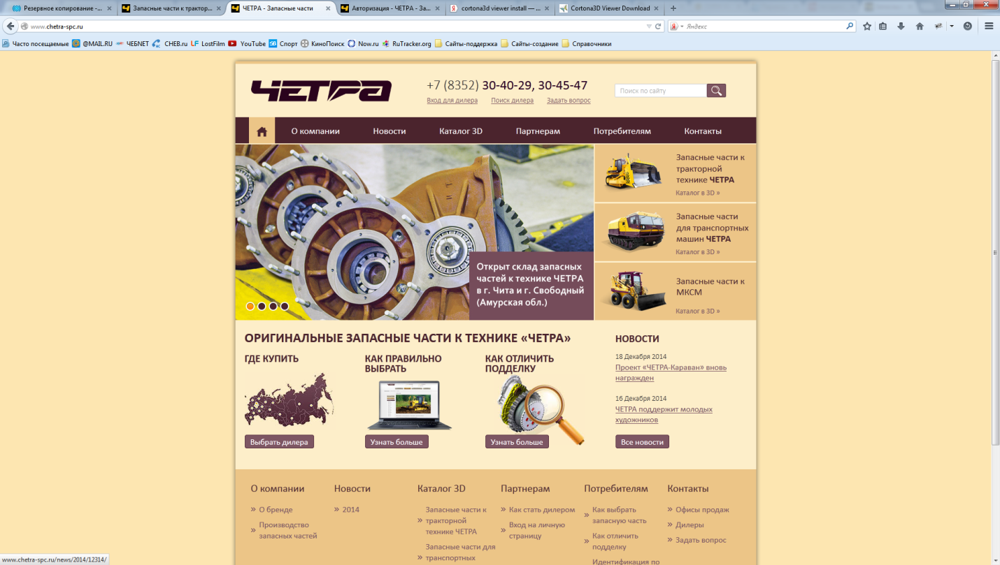 Резервное копирование -...
Запасные части к трактор...
ЧЕТРА - Запасные части
Авторизация - ЧЕТРА - За...
cortona3d viewer install — ...
Cortona3D Viewer Download
www.chetra-spc.ru
Яндекс
Часто посещаемые @MAIL.RU ЧЕБNET CHEB.ru LostFilm YouTube Спорт КиноПоиск Now.ru RuTracker.org Сайты-поддержка Сайты-создание Справочники
ЧЕТРА
+7 (8352) 30-40-29, 30-45-47
Вход для дилера Поиск дилера Задать вопрос
Поиск по сайту
О компании Новости Каталог 3D Партнерам Потребителям Контакты
Открыт склад запасных
частей к технике ЧЕТРА
в г. Чита и г. Свободный
(Амурская обл.)
Запасные части к
тракторной
технике ЧЕТРА
Каталог в 3D »
Запасные части
для транспортных
машин ЧЕТРА
Каталог в 3D »
Запасные части к
МКСМ
Каталог в 3D »
ОРИГИНАЛЬНЫЕ ЗАПАСНЫЕ ЧАСТИ К ТЕХНИКЕ «ЧЕТРА»
ГДЕ КУПИТЬ
Выбрать дилера
КАК ПРАВИЛЬНО
ВЫБРАТЬ
Узнать больше
КАК ОТЛИЧИТЬ
ПОДДЕЛКУ
Узнать больше
НОВОСТИ
18 Декабря 2014
Проект «ЧЕТРА-Караван» вновь
награжден
16 Декабря 2014
ЧЕТРА поддержит молодых
художников
Все новости
О компании
» О бренде
» Производство
запасных частей
Новости
» 2014
Каталог 3D
» Запасные части к
тракторной
технике ЧЕТРА
» Запасные части для
транспортных
Партнерам
» Как стать дилером
» Вход на личную
страницу
Потребителям
» Как выбрать
запасную часть
» Как отличить
подделку
Идентификация по
Контакты
» Офисы продаж
» Дилеры
» Задать вопрос
www.chetra-spc.ru/news/2014/12314/